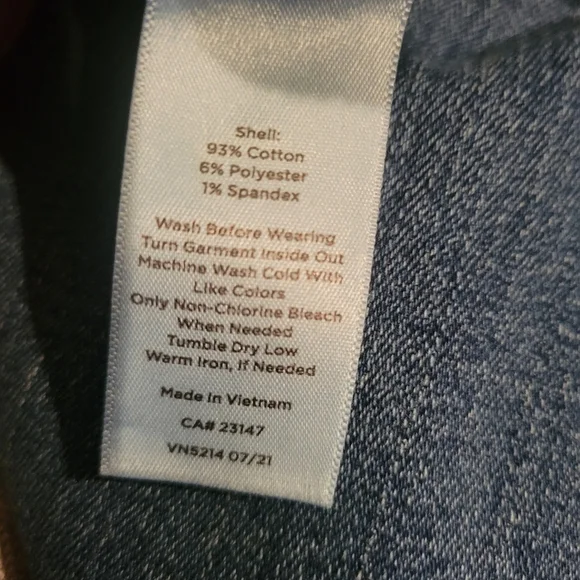 Shell:
93% Cotton
6% Polyester
1% Spandex
Wash Before Wearing
Turn Garment Inside Out
Machine Wash Cold With
Like Colors
Only Non-Chlorine Bleach
When Needed
Tumble Dry Low
Warm Iron, If Needed
Made in Vietnam
CA# 23147
VN5214 07/21